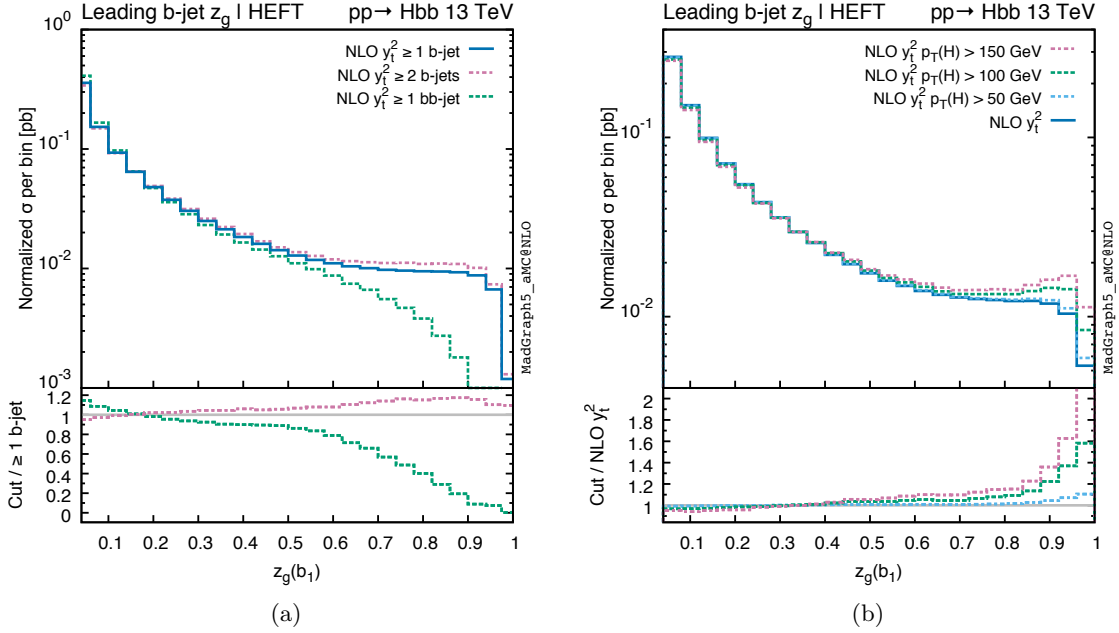 Leading b-jet z_g | HEFT
pp→ Hbb 13 TeV
NLO y_t^2 ≥ 1 b-jet
NLO y_t^2 ≥ 2 b-jets
NLO y_t^2 ≥ 1 bb-jet
Normalized σ per bin [pb]
10^0
10^-1
10^-2
10^-3
MadGraph5_aMC@NLO
Cut / ≥ 1 b-jet
1.2
1
0.8
0.6
0.4
0.2
0
0.1 0.2 0.3 0.4 0.5 0.6 0.7 0.8 0.9 1
z_g(b_1)
(a)
Leading b-jet z_g | HEFT
pp→ Hbb 13 TeV
NLO y_t^2 p_T(H) > 150 GeV
NLO y_t^2 p_T(H) > 100 GeV
NLO y_t^2 p_T(H) > 50 GeV
NLO y_t^2
Normalized σ per bin [pb]
10^-1
10^-2
MadGraph5_aMC@NLO
Cut / NLO y_t^2
2
1.8
1.6
1.4
1.2
1
0.1 0.2 0.3 0.4 0.5 0.6 0.7 0.8 0.9 1
z_g(b_1)
(b)